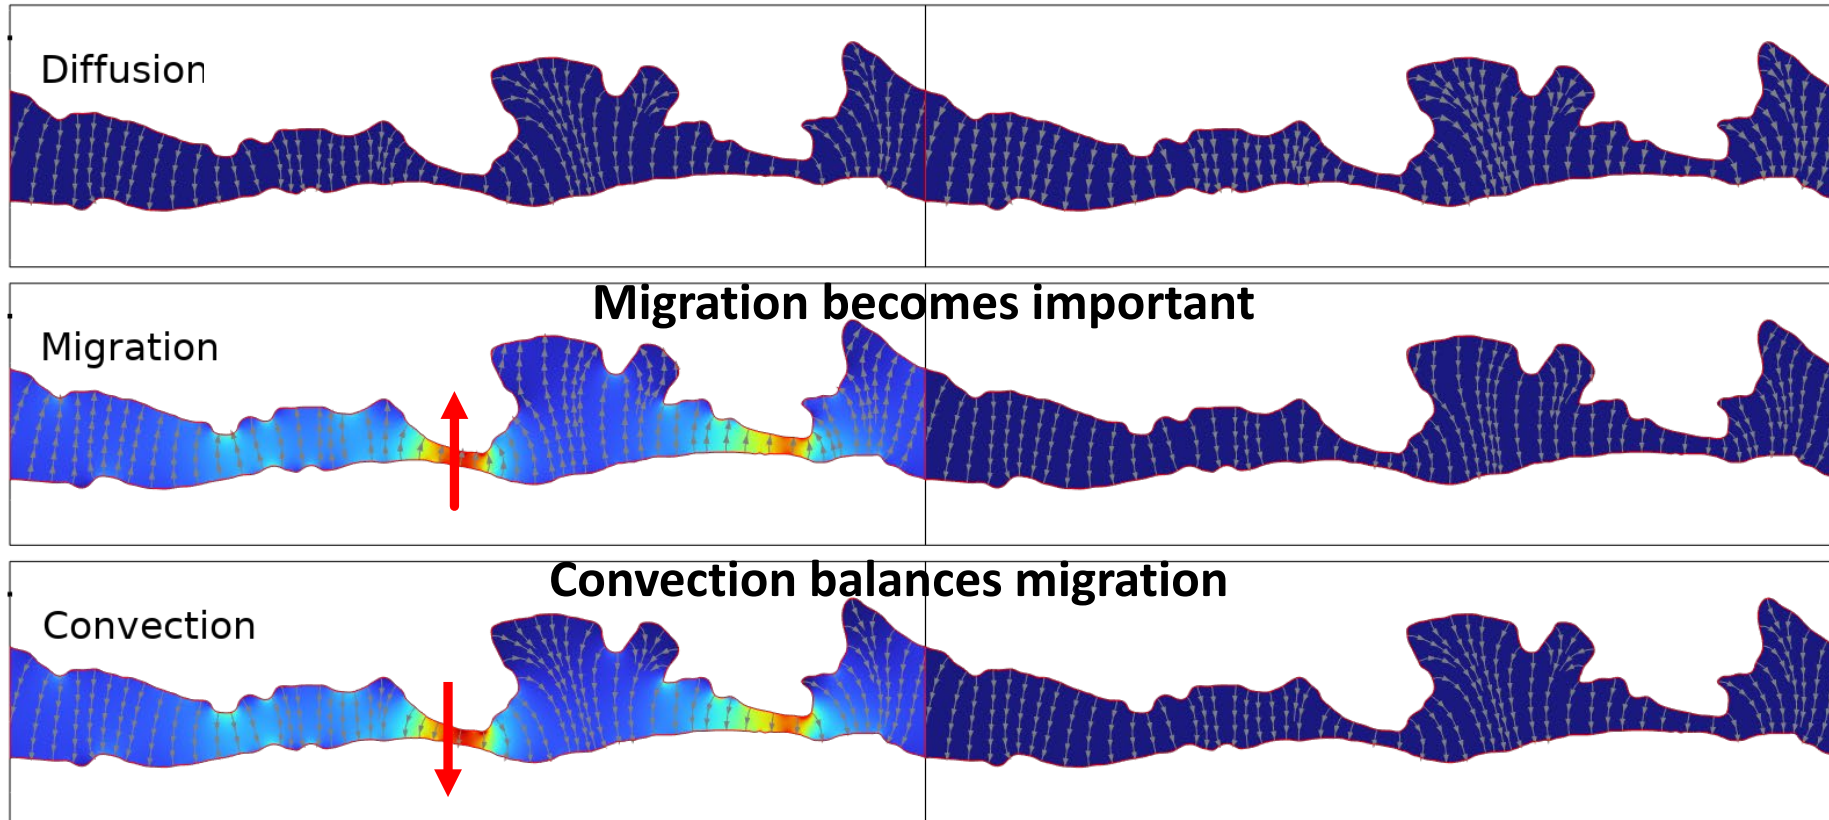 Diffusion
Migration becomes important
Migration
Convection balances migration
Convection